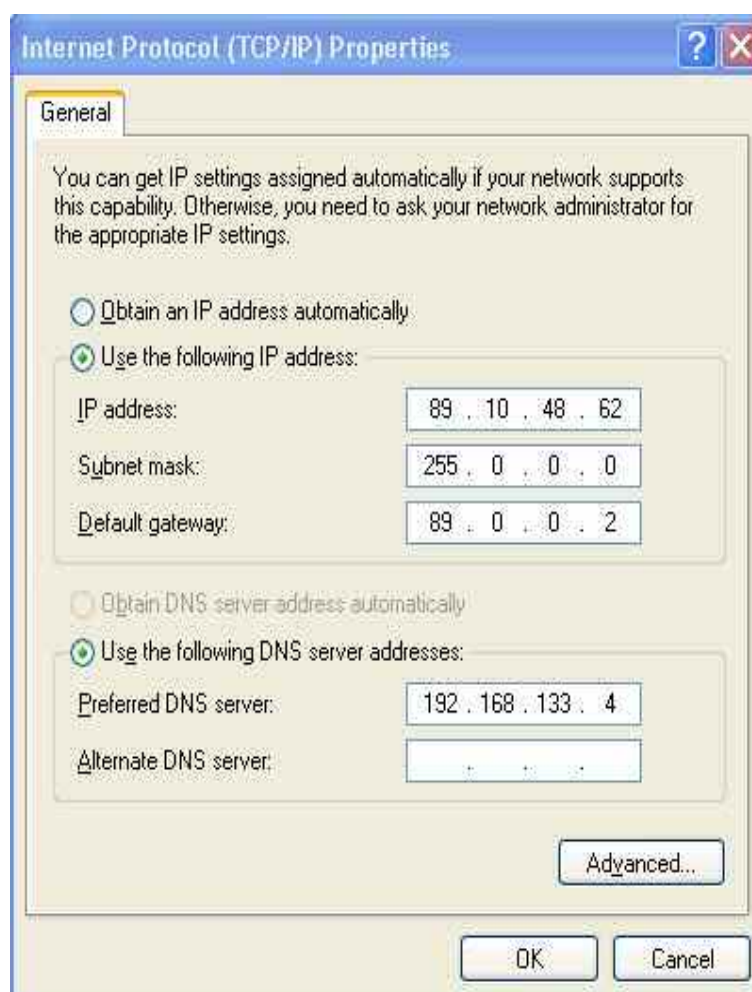 Internet Protocol (TCP/IP) Properties
General
You can get IP settings assigned automatically if your network supports
this capability. Otherwise, you need to ask your network administrator for
the appropriate IP settings.
Obtain an IP address automatically
Use the following IP address:
IP address: 89 . 10 . 48 . 62
Subnet mask: 255 . 0 . 0 . 0
Default gateway: 89 . 0 . 0 . 2
Obtain DNS server address automatically
Use the following DNS server addresses:
Preferred DNS server: 192 . 168 . 133 . 4
Alternate DNS server: . . .
Advanced...
OK Cancel